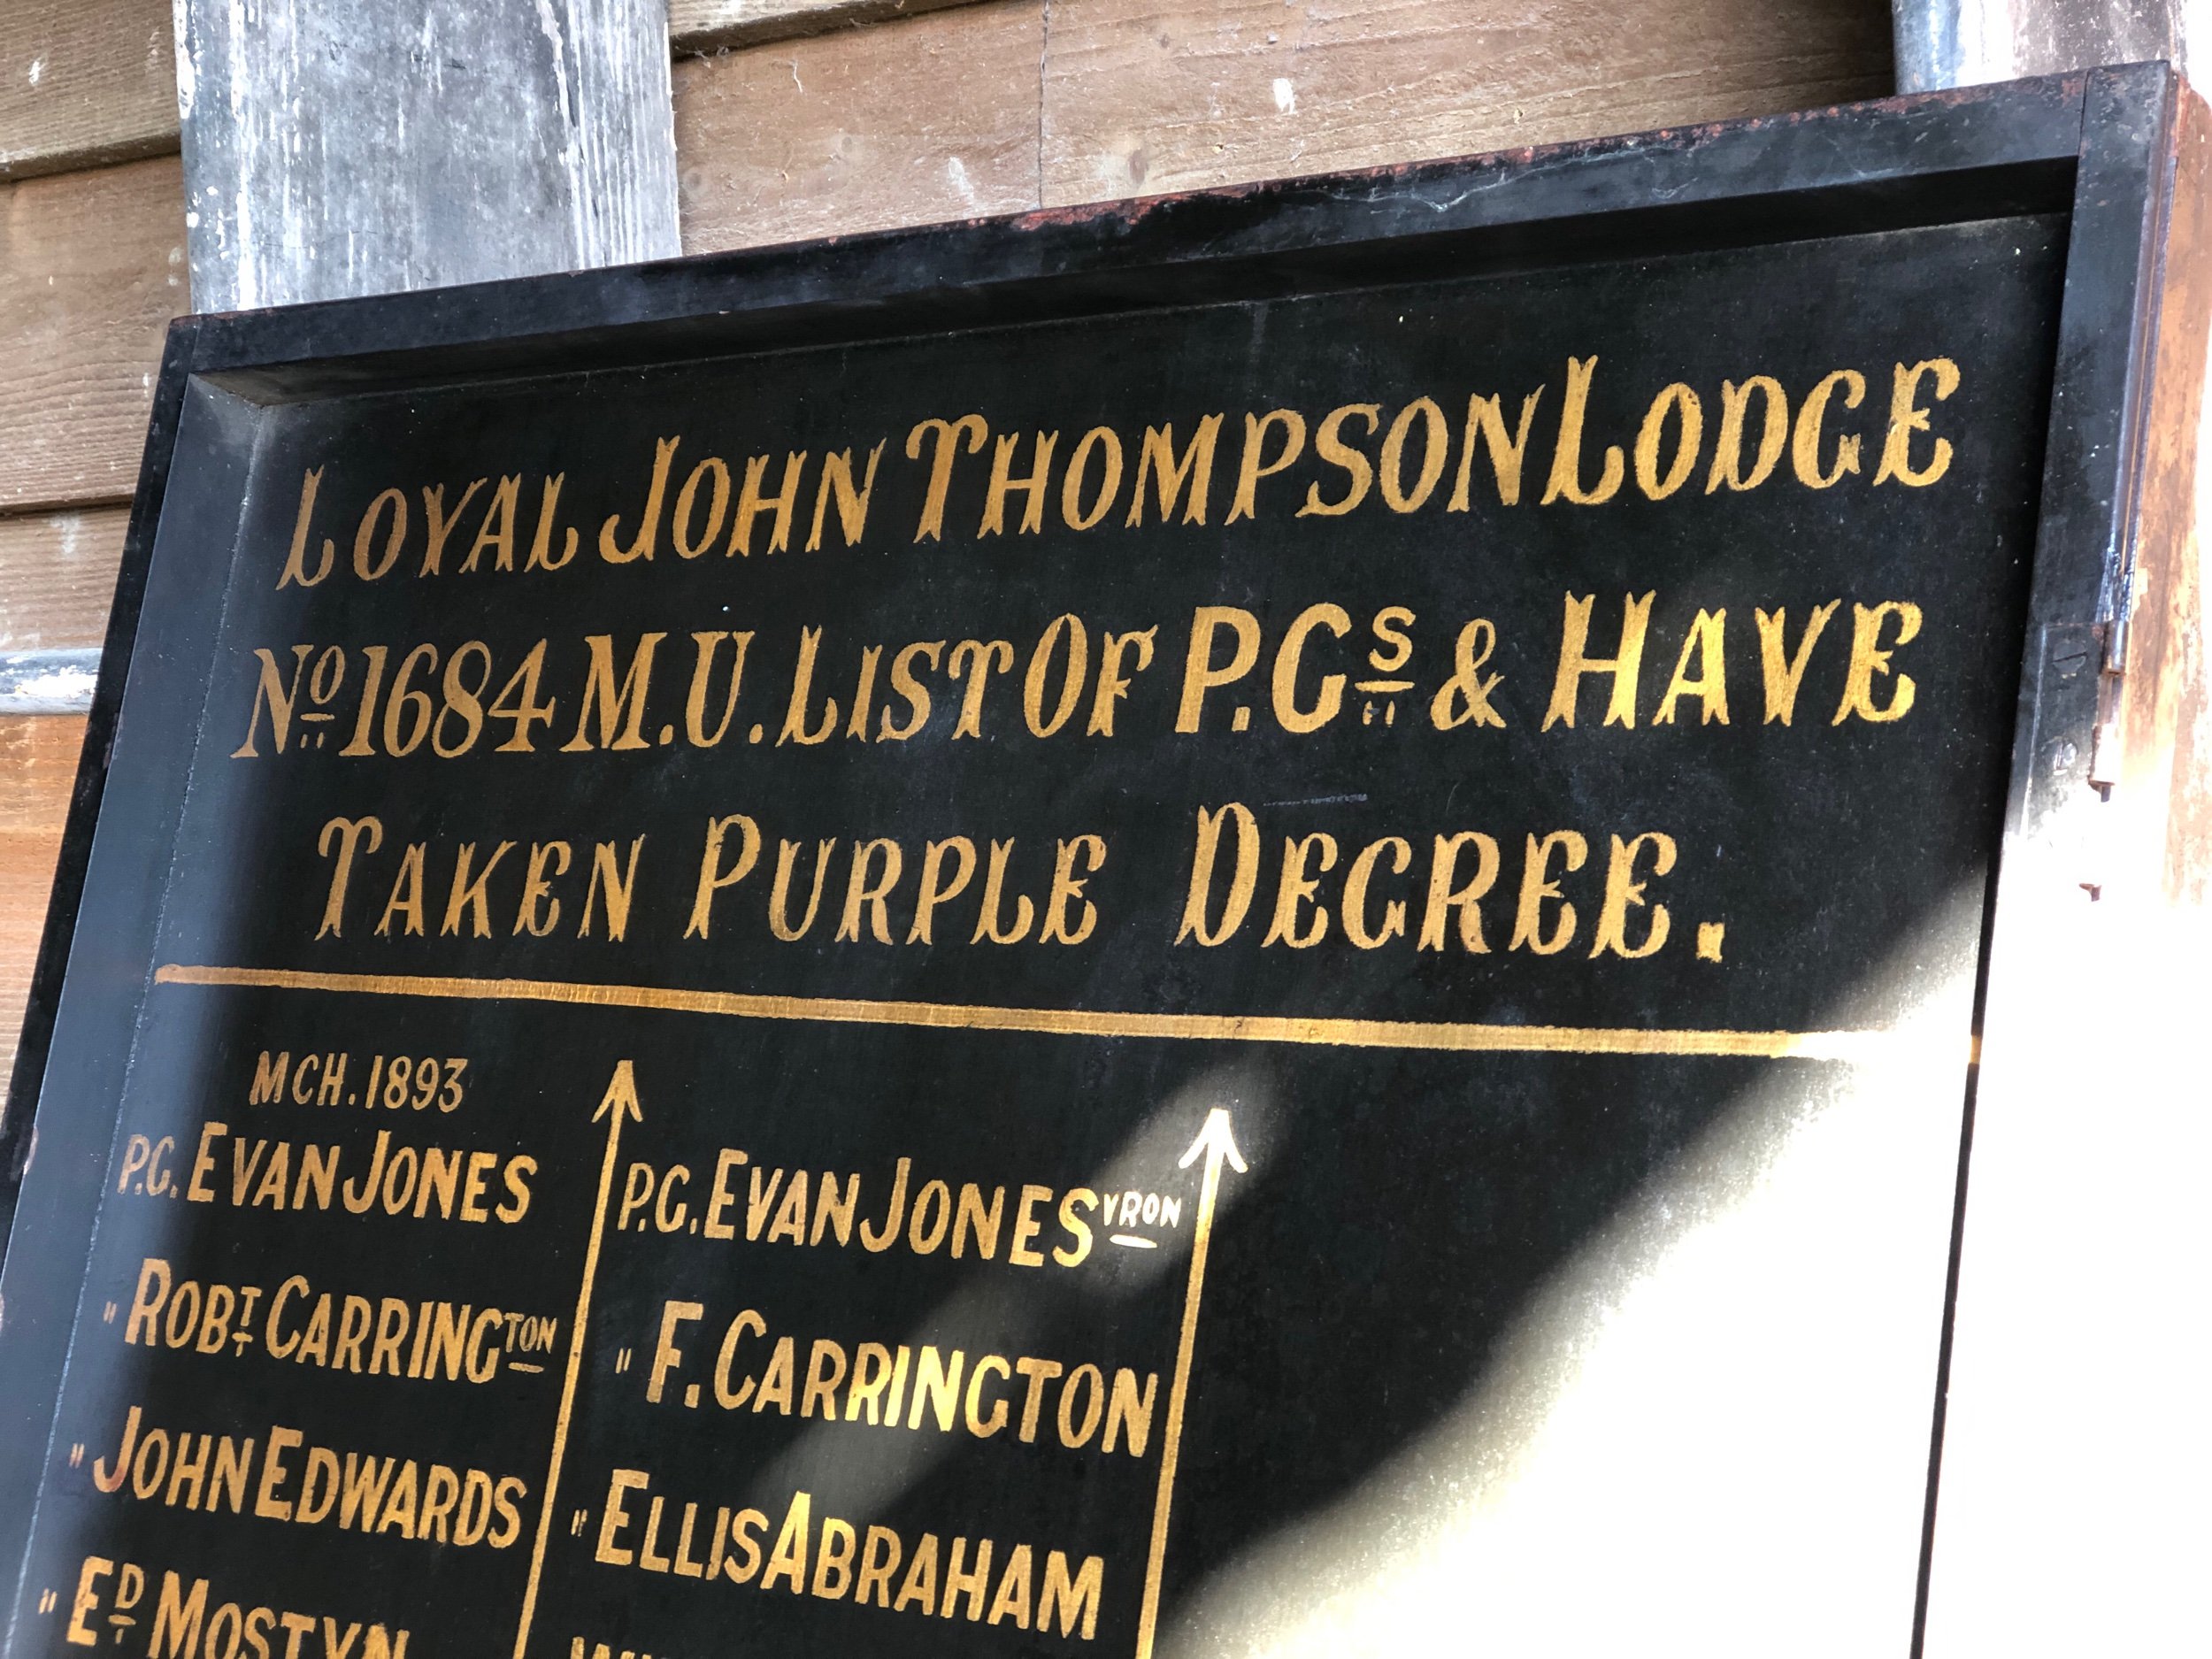 LOYAL JOHN THOMPSON LODGE
No 1684 M.U. LIST OF P.Gs & HAVE
TAKEN PURPLE DEGREE.
MCH. 1893
P.G. EVAN JONES
" ROBT CARRINGTON
" JOHN EDWARDS
" ED MOSTYN
P.G. EVAN JONES YRON
" F. CARRINGTON
" ELLIS ABRAHAM